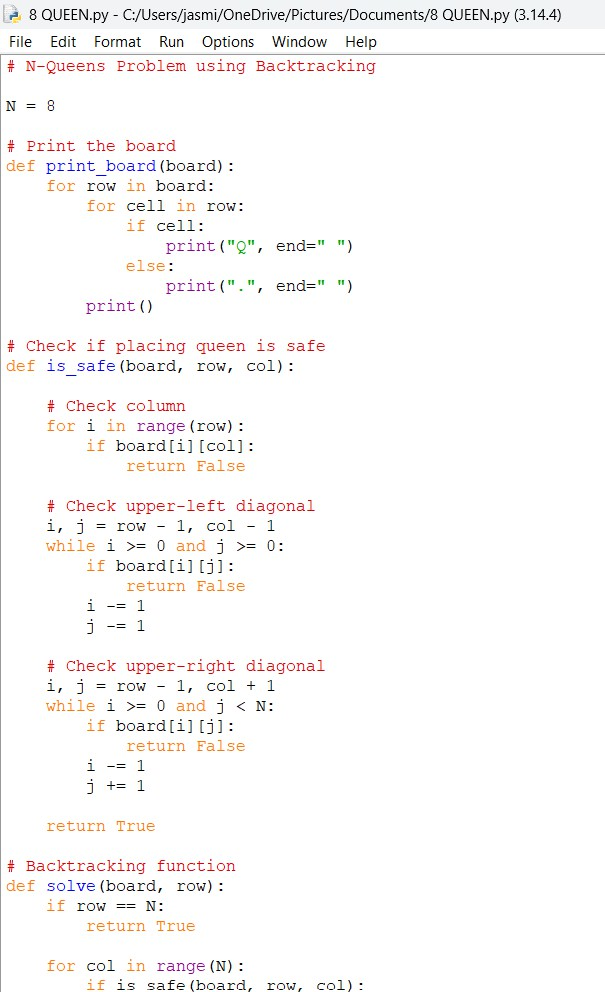 8 QUEEN.py - C:/Users/jasmi/OneDrive/Pictures/Documents/8 QUEEN.py (3.14.4)
File Edit Format Run Options Window Help
# N-Queens Problem using Backtracking

N = 8

# Print the board
def print_board(board):
    for row in board:
        for cell in row:
            if cell:
                print("Q", end=" ")
            else:
                print(".", end=" ")
        print()

# Check if placing queen is safe
def is_safe(board, row, col):

    # Check column
    for i in range(row):
        if board[i][col]:
            return False

    # Check upper-left diagonal
    i, j = row - 1, col - 1
    while i >= 0 and j >= 0:
        if board[i][j]:
            return False
        i -= 1
        j -= 1

    # Check upper-right diagonal
    i, j = row - 1, col + 1
    while i >= 0 and j < N:
        if board[i][j]:
            return False
        i -= 1
        j += 1

    return True

# Backtracking function
def solve(board, row):
    if row == N:
        return True

    for col in range(N):
        if is_safe(board, row, col):